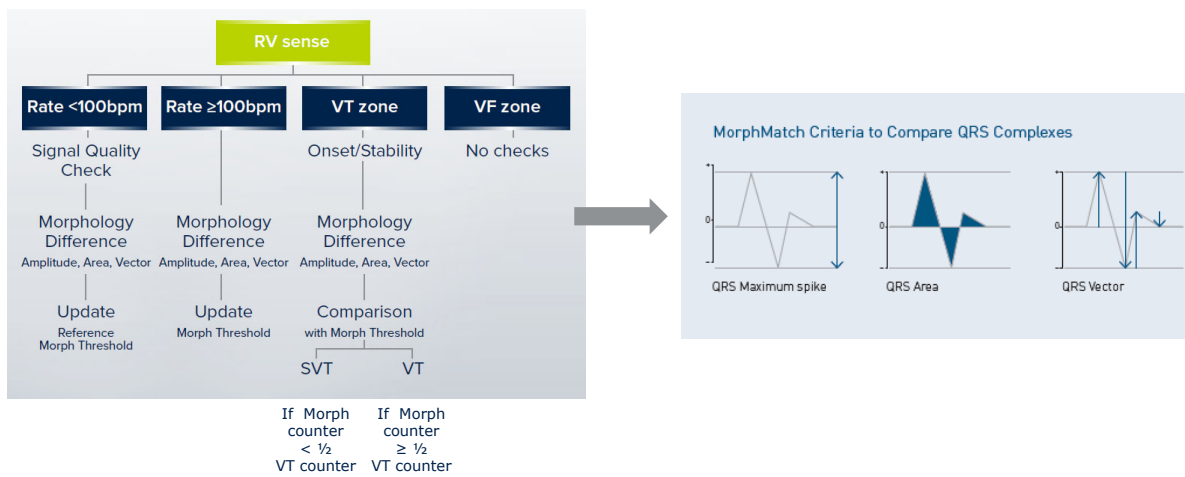 RV sense
Rate <100bpm
Rate ≥100bpm
VT zone
VF zone
Signal Quality
Check
Onset/Stability
No checks
Morphology
Difference
Amplitude, Area, Vector
Morphology
Difference
Amplitude, Area, Vector
Morphology
Difference
Amplitude, Area, Vector
Update
Reference
Morph Threshold
Update
Morph Threshold
Comparison
with Morph Threshold
SVT
VT
If Morph
counter
< ½
VT counter
If Morph
counter
≥ ½
VT counter
MorphMatch Criteria to Compare QRS Complexes
+
0
-
QRS Maximum spike
+
0
-
QRS Area
+
0
-
QRS Vector